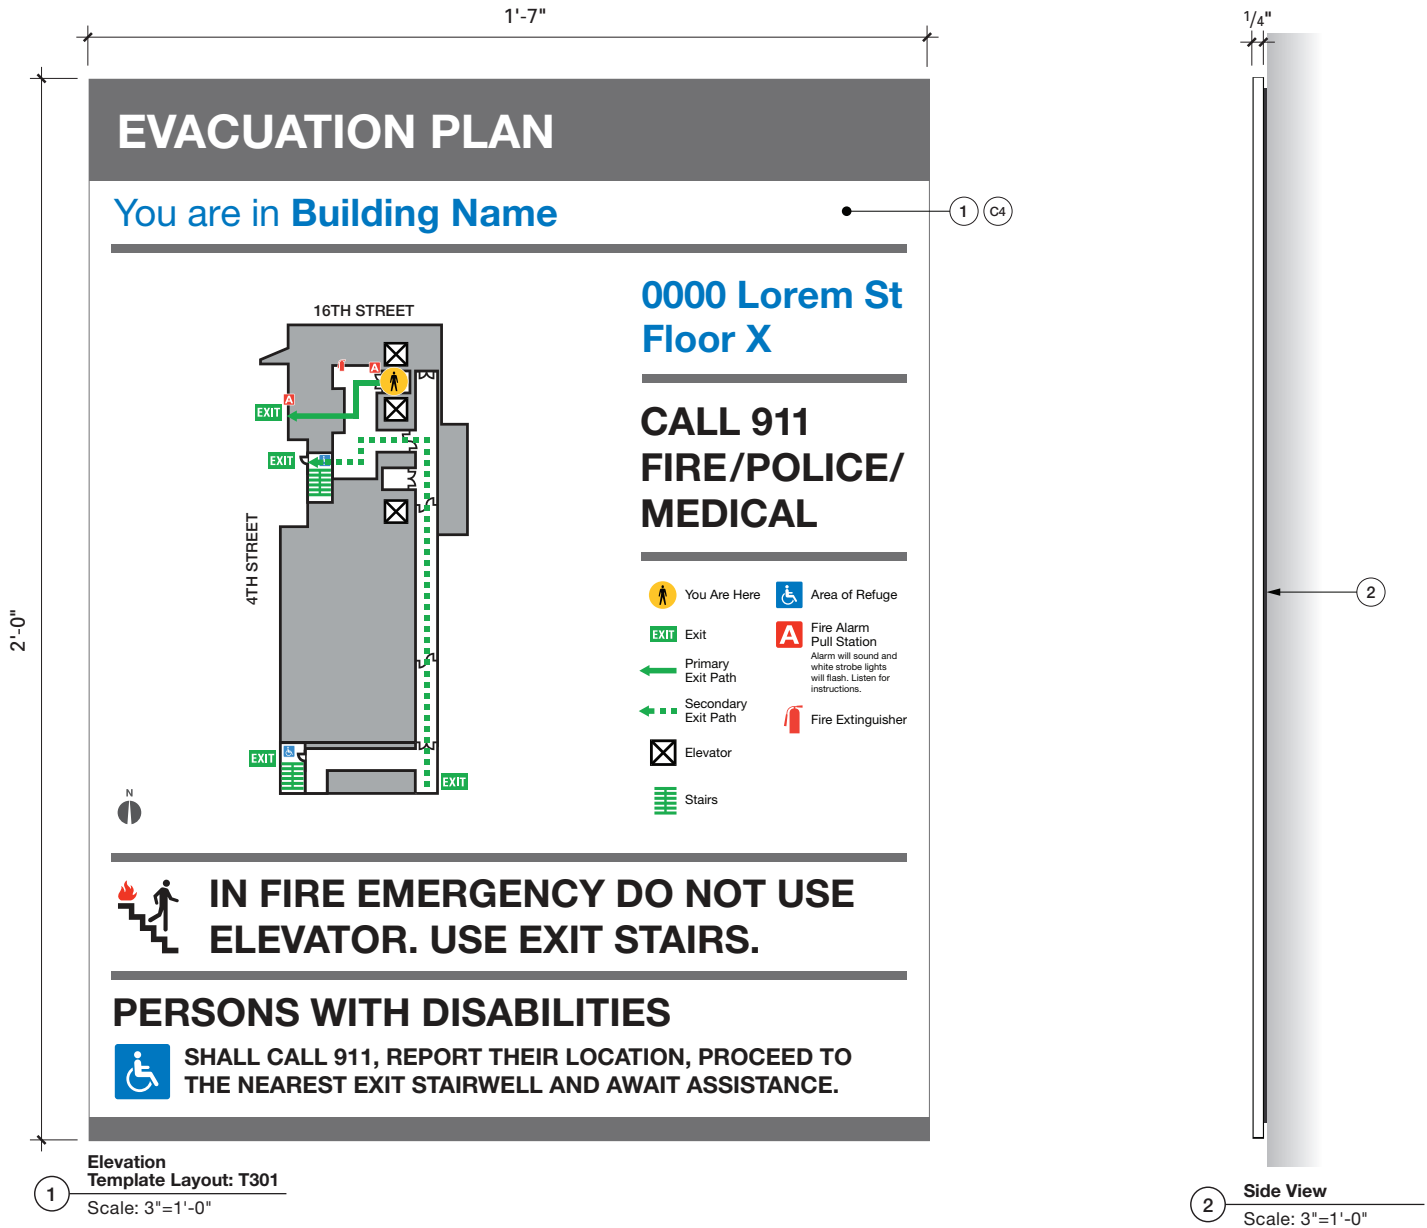 1'-7"
1/4"
2'-0"
EVACUATION PLAN
You are in Building Name
1 C4
0000 Lorem St
Floor X
16TH STREET
4TH STREET
A
A
EXIT
EXIT
EXIT
EXIT
N
CALL 911
FIRE/POLICE/
MEDICAL
You Are Here
EXIT Exit
Primary
Exit Path
Secondary
Exit Path
Elevator
Stairs
Area of Refuge
A Fire Alarm
Pull Station
Alarm will sound and
white strobe lights
will flash. Listen for
instructions.
Fire Extinguisher
2
IN FIRE EMERGENCY DO NOT USE
ELEVATOR. USE EXIT STAIRS.
PERSONS WITH DISABILITIES
SHALL CALL 911, REPORT THEIR LOCATION, PROCEED TO
THE NEAREST EXIT STAIRWELL AND AWAIT ASSISTANCE.
1
Elevation
Template Layout: T301
Scale: 3"=1'-0"
2
Side View
Scale: 3"=1'-0"